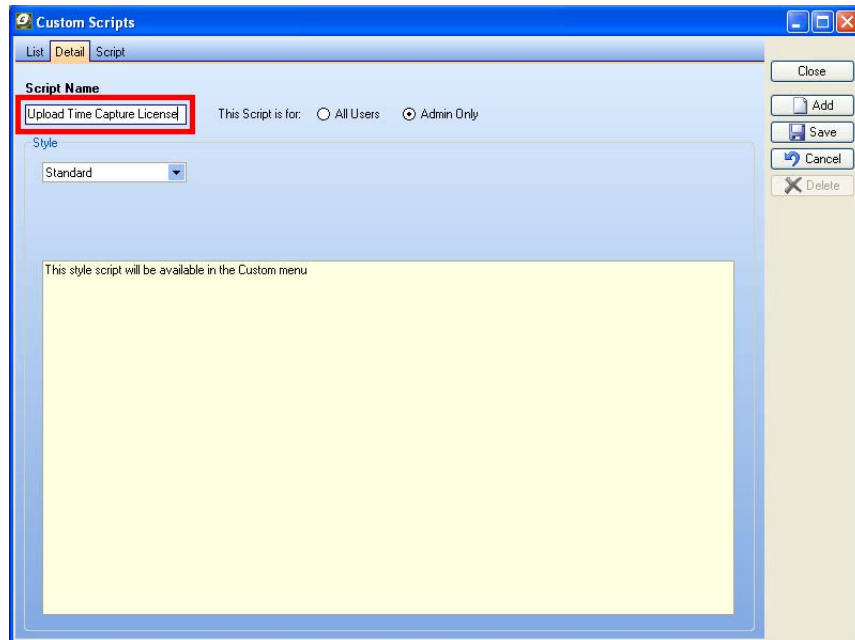 Custom Scripts
List Detail Script
Close
Script Name
Upload Time Capture License This Script is for: All Users Admin Only
Add
Save
Style
Cancel
Standard
Delete
This style script will be available in the Custom menu